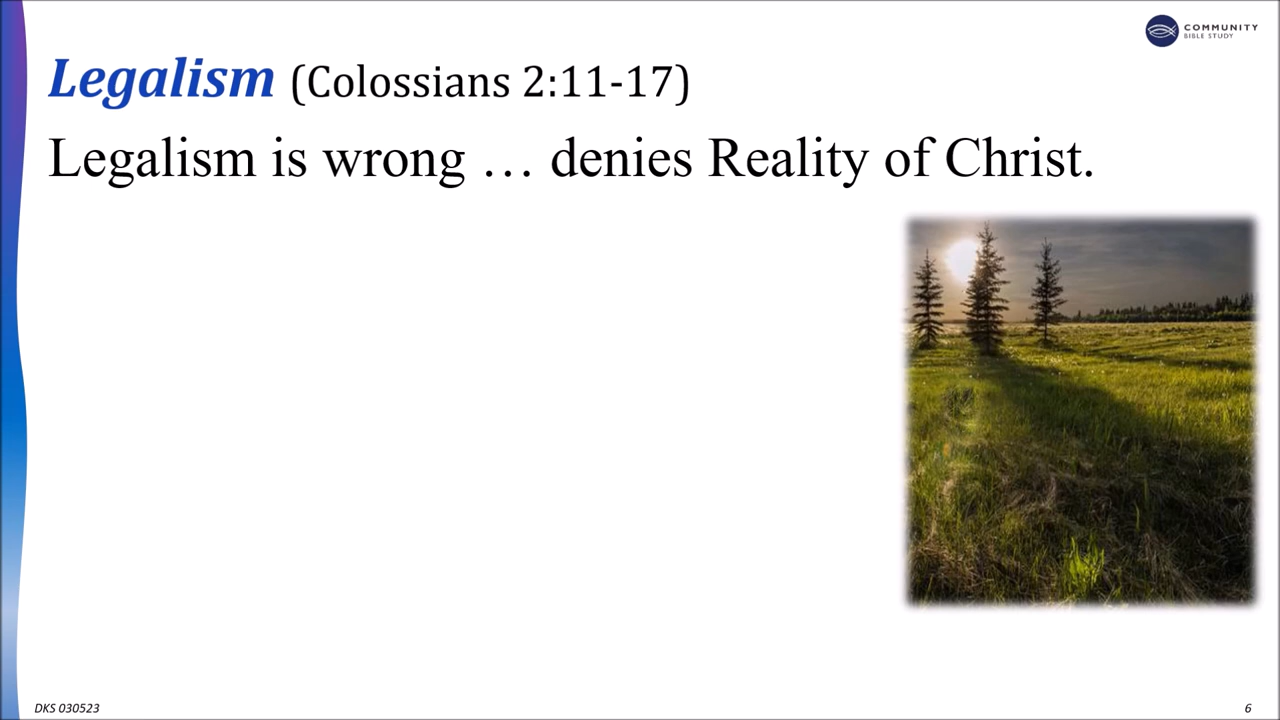 COMMUNITY
BIBLE STUDY
Legalism (Colossians 2:11-17)
Legalism is wrong … denies Reality of Christ.
DKS 030523
6